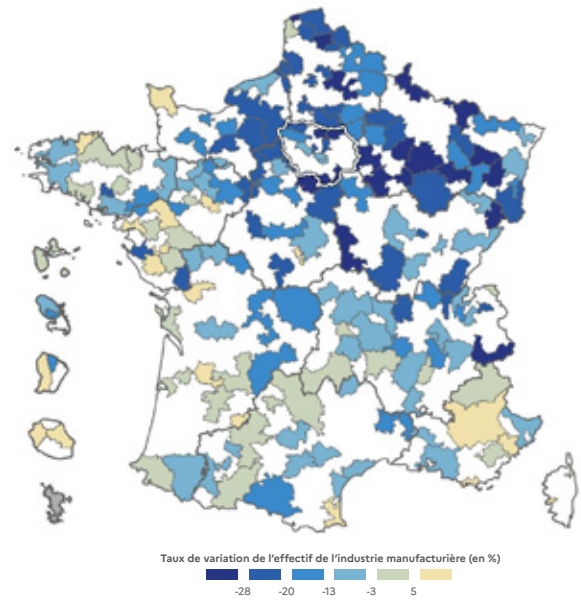 Taux de variation de l'effectif de l'industrie manufacturière (en %)
-28 -20 -13 -3 5